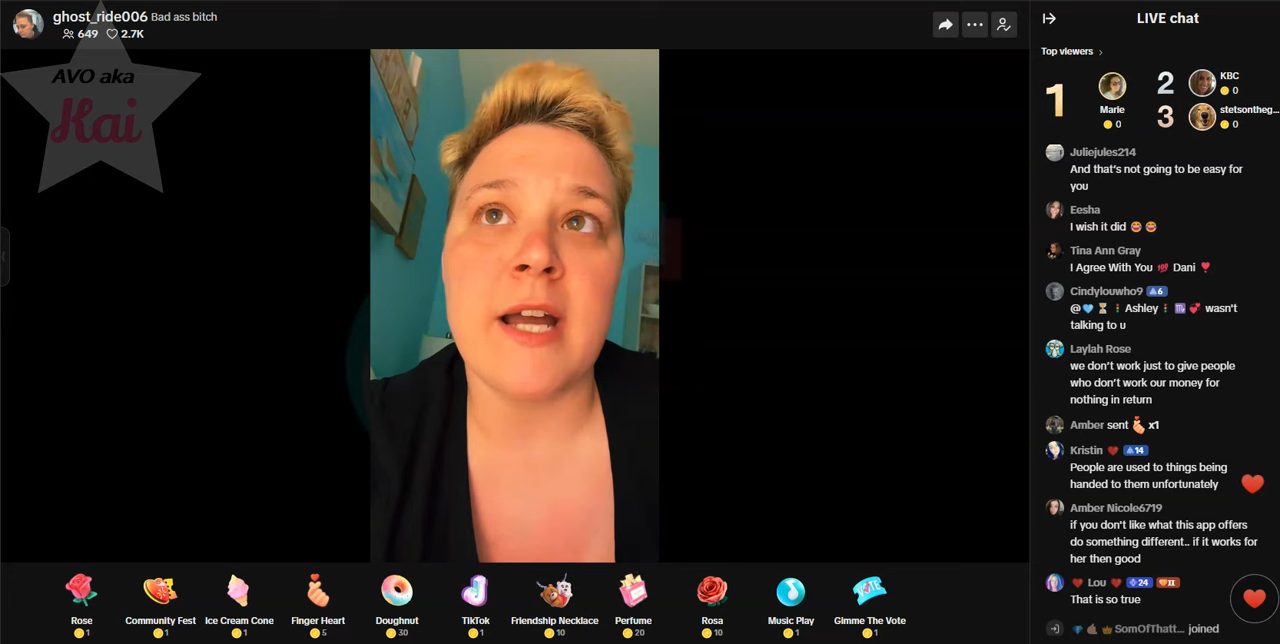 ghost_ride006 Bad ass bitch
649 2.7K
AVO aka
Kai
LIVE chat
Top viewers
1
Marie
0
2
KBC
0
3
stetsontheg...
0
Juliejules214
And that's not going to be easy for
you
Eesha
I wish it did 😂 😂
Tina Ann Gray
I Agree With You 💯 Dani ❣️
Cindylouwho9 6
@🩵 ⏳ 🚦 Ashley 🚦 ♏ 💞 wasn't
talking to u
Laylah Rose
we don't work just to give people
who don't work our money for
nothing in return
Amber sent x1
Kristin ❤️ 14
People are used to things being
handed to them unfortunately
Amber Nicole6719
if you don't like what this app offers
do something different.. if it works for
her then good
❤️ Lou ❤️ 24 II
That is so true
SomOfThatt... joined
Rose
1
Community Fest
1
Ice Cream Cone
1
Finger Heart
5
Doughnut
30
TikTok
1
Friendship Necklace
10
Perfume
20
Rosa
10
Music Play
1
VOTE
Gimme The Vote
1